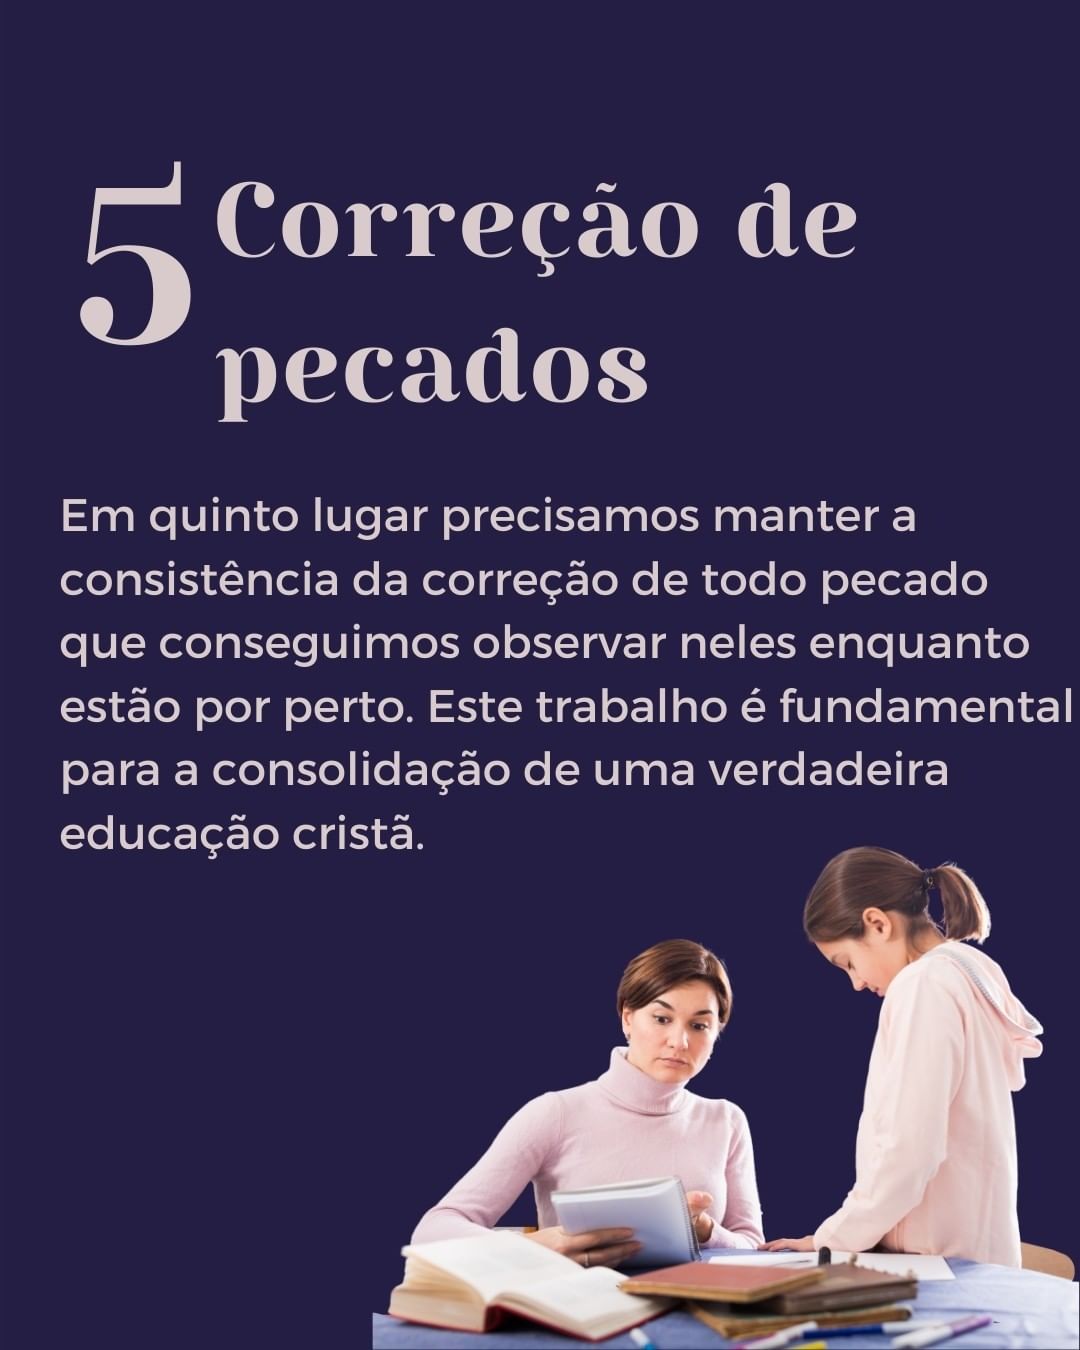 5 Correção de
pecados
Em quinto lugar precisamos manter a
consistência da correção de todo pecado
que conseguimos observar neles enquanto
estão por perto. Este trabalho é fundamental
para a consolidação de uma verdadeira
educação cristã.